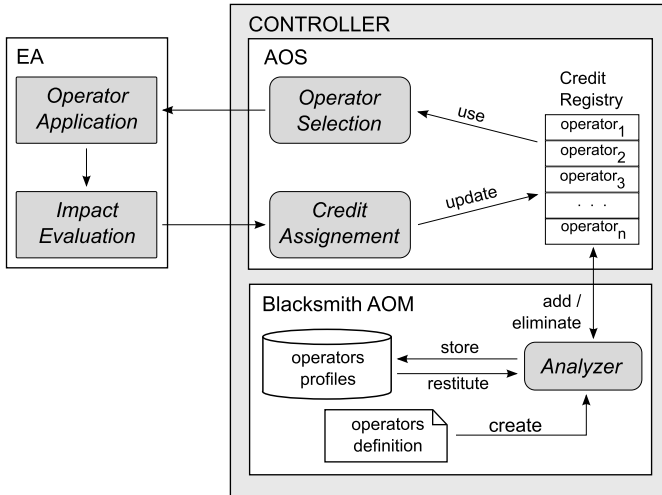 CONTROLLER
EA
Operator
Application
Impact
Evaluation
AOS
Operator
Selection
Credit
Assignement
use
update
Credit
Registry
operator1
operator2
operator3
. . .
operatorn
Blacksmith AOM
add /
eliminate
operators
profiles
store
restitute
Analyzer
operators
definition
create